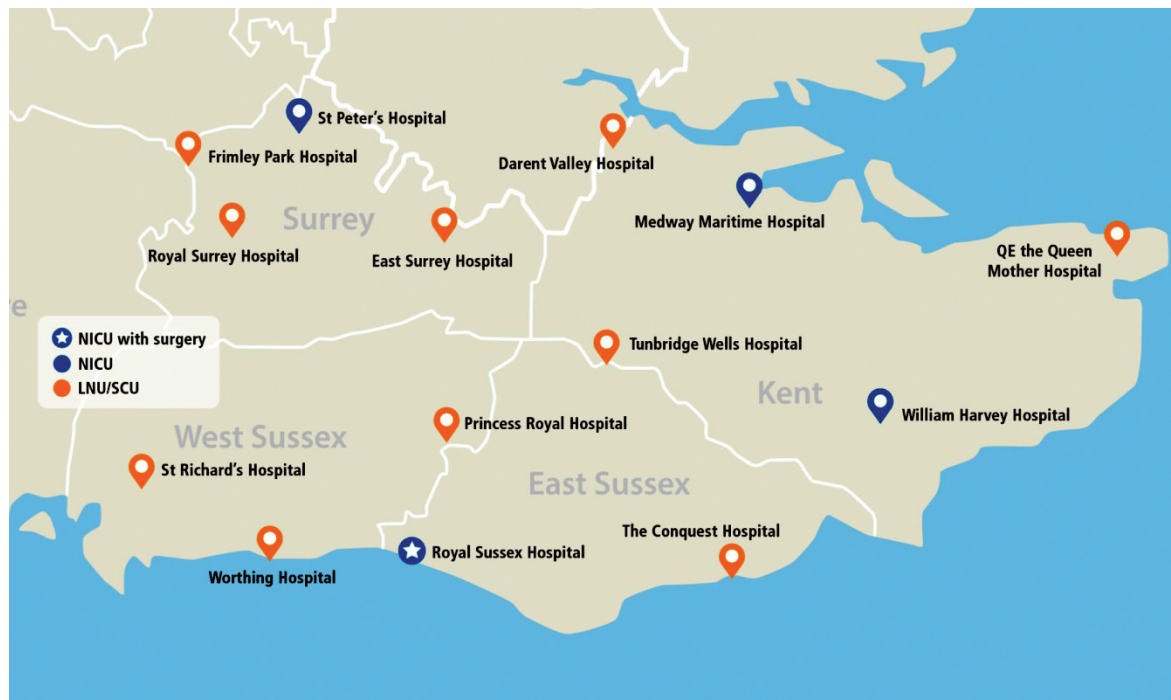 St Peter's Hospital
Frimley Park Hospital
Darent Valley Hospital
Surrey
Medway Maritime Hospital
Royal Surrey Hospital
East Surrey Hospital
QE the Queen
Mother Hospital
re
NICU with surgery
NICU
LNU/SCU
Tunbridge Wells Hospital
Kent
William Harvey Hospital
Princess Royal Hospital
West Sussex
St Richard's Hospital
East Sussex
The Conquest Hospital
Royal Sussex Hospital
Worthing Hospital